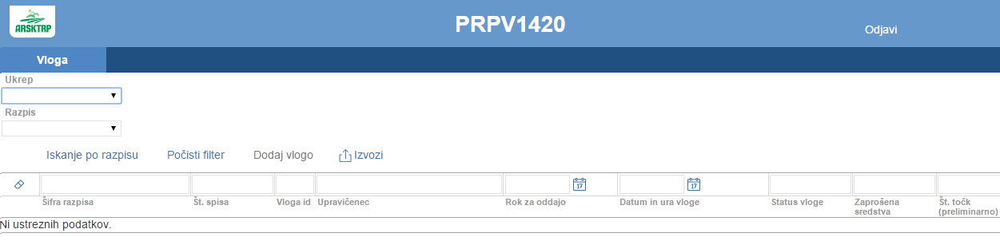 ARSKTRP
PRPV1420
Odjavi
Vloga
Ukrep
Razpis
Iskanje po razpisu Počisti filter Dodaj vlogo Izvozi
17 17
Šifra razpisa Št. spisa Vloga id Upravičenec Rok za oddajo Datum in ura vloge Status vloge Zaprošena sredstva Št. točk (preliminarno)
Ni ustreznih podatkov.